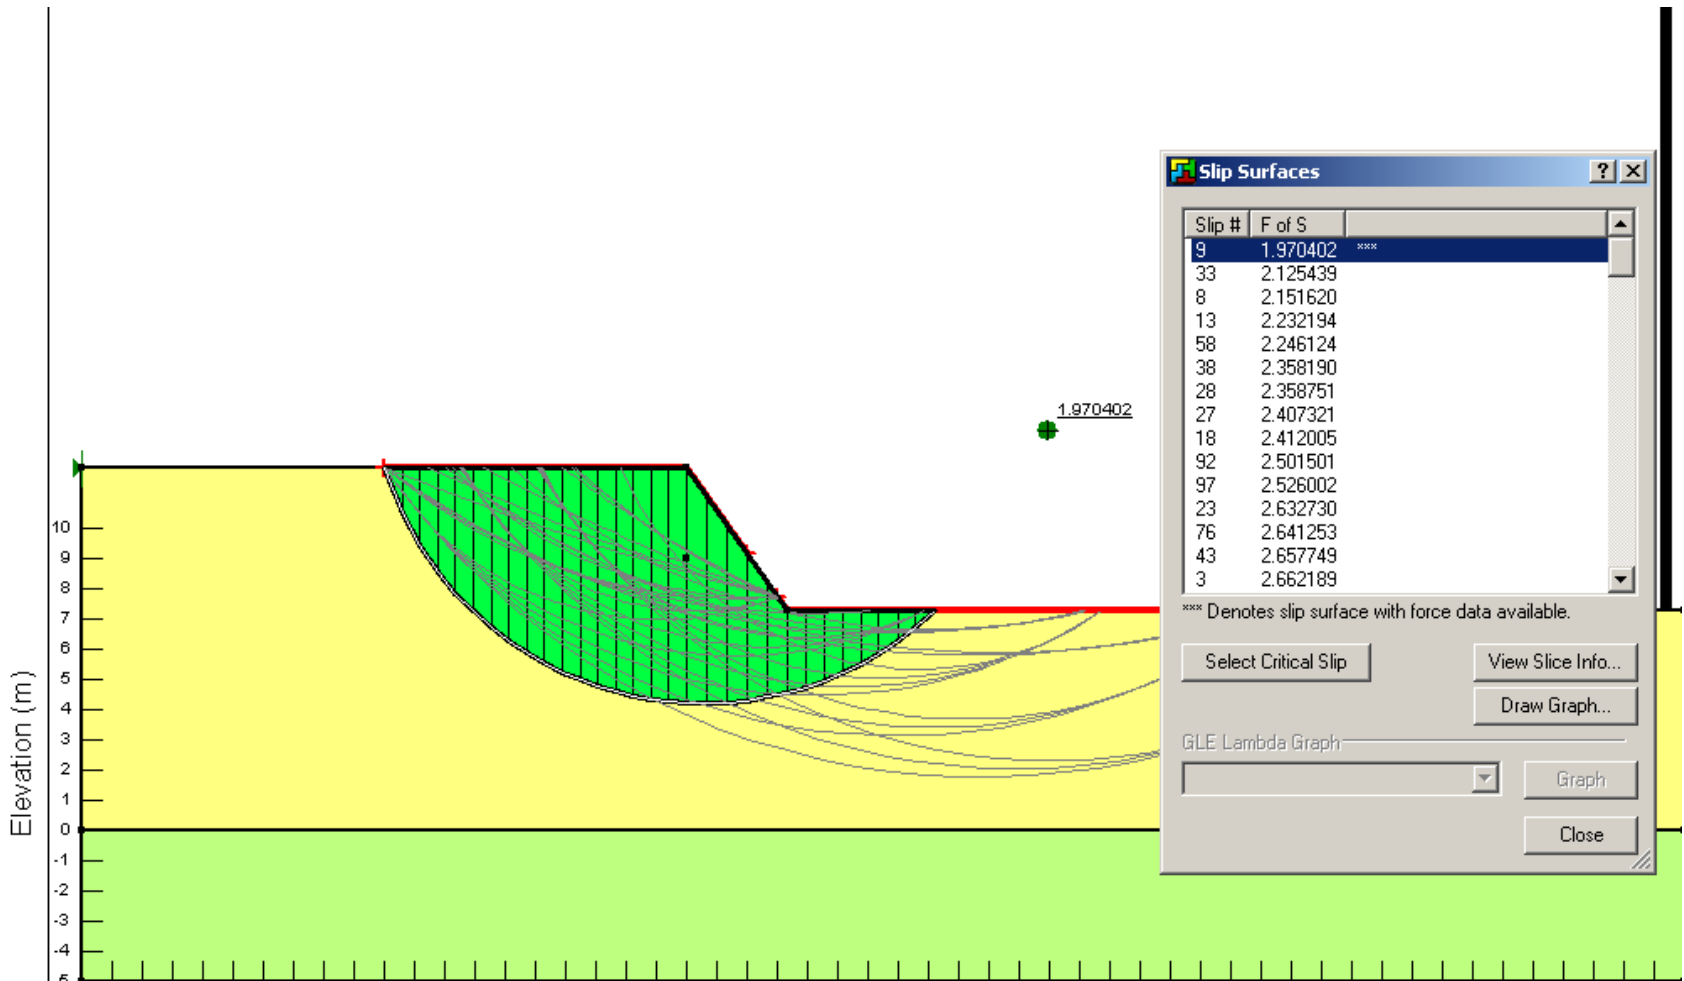 Slip Surfaces
Slip # F of S
9 1.970402 ***
33 2.125439
8 2.151620
13 2.232194
58 2.246124
38 2.358190
28 2.358751
27 2.407321
18 2.412005
92 2.501501
97 2.526002
23 2.632730
76 2.641253
43 2.657749
3 2.662189
*** Denotes slip surface with force data available.
Select Critical Slip
View Slice Info...
Draw Graph...
GLE Lambda Graph
Graph
Close
1.970402
Elevation (m)
10
9
8
7
6
5
4
3
2
1
0
-1
-2
-3
-4
-5